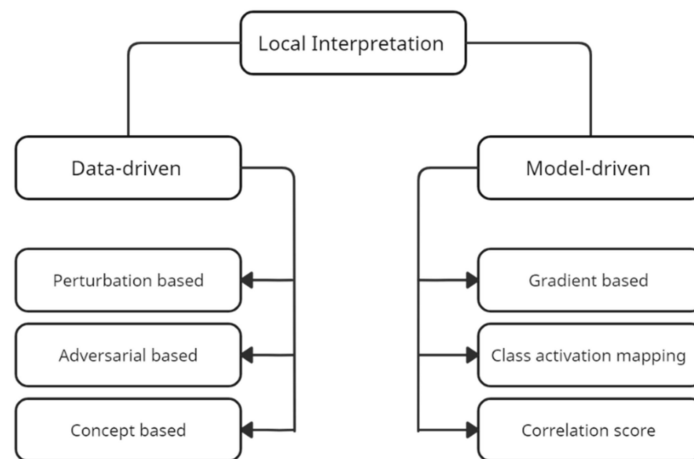 Local Interpretation
Data-driven
Model-driven
Perturbation based
Gradient based
Adversarial based
Class activation mapping
Concept based
Correlation score